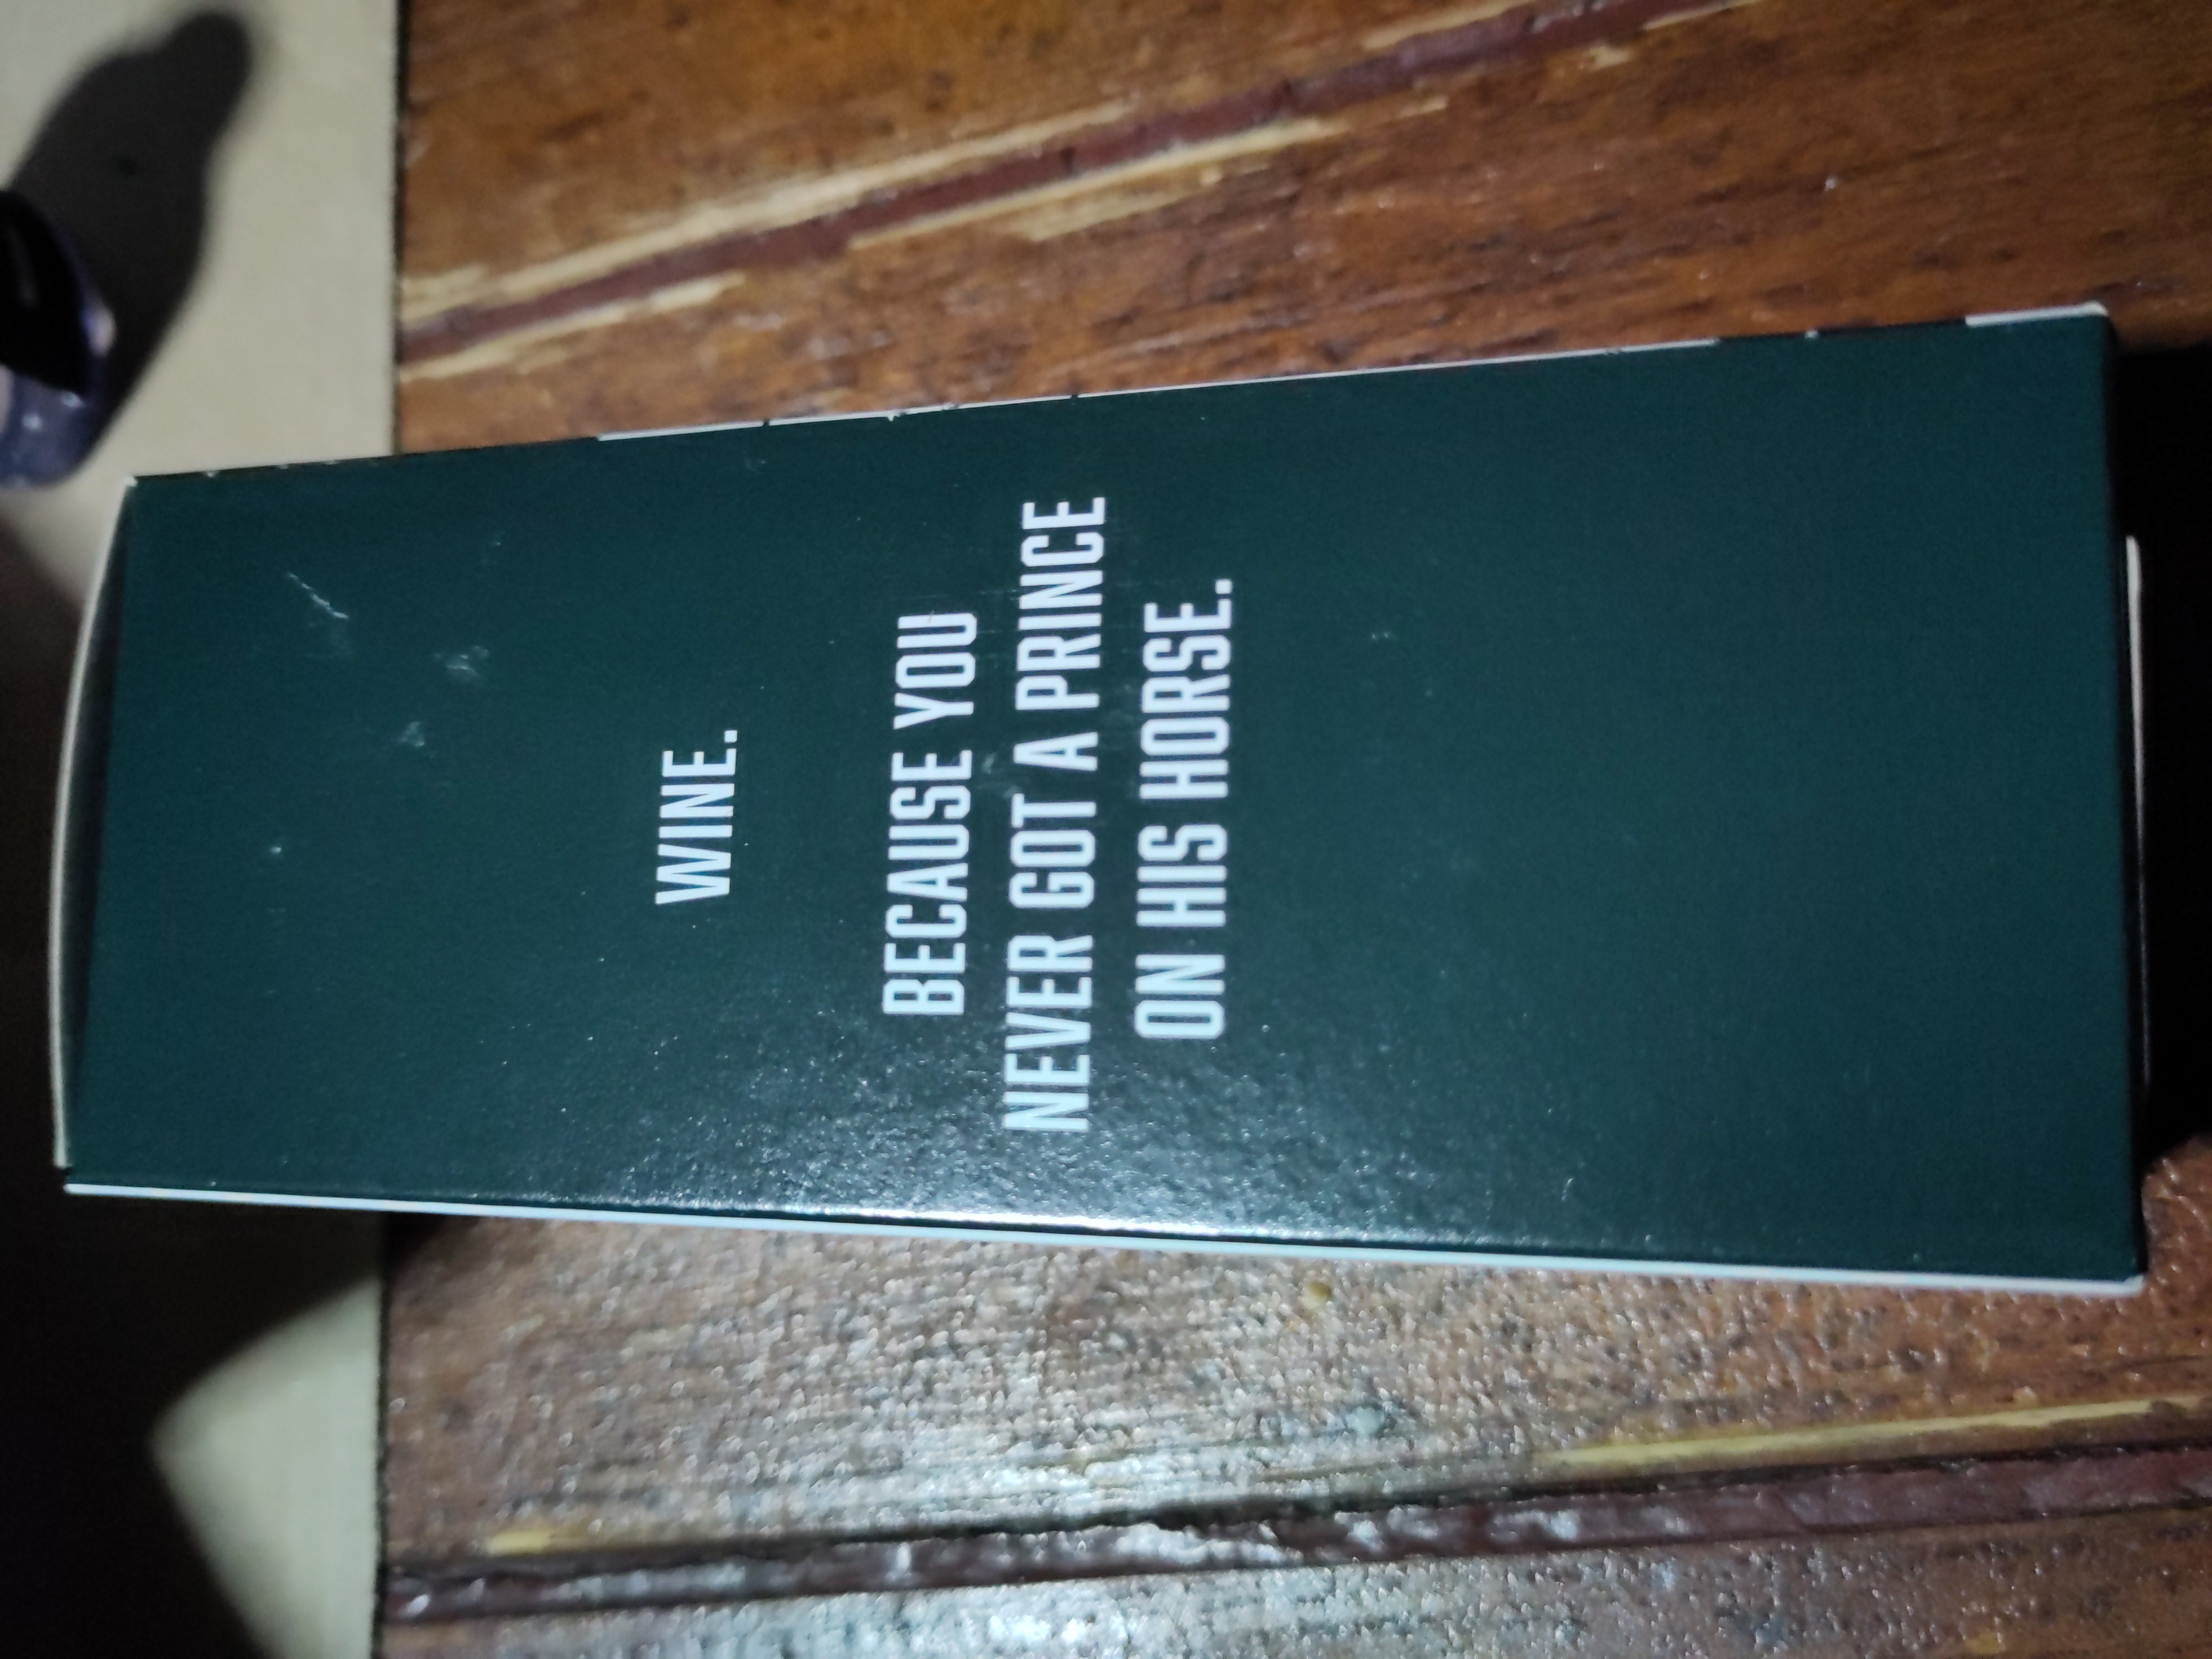 WINE.
BECAUSE YOU
NEVER GOT A PRINCE
ON HIS HORSE.